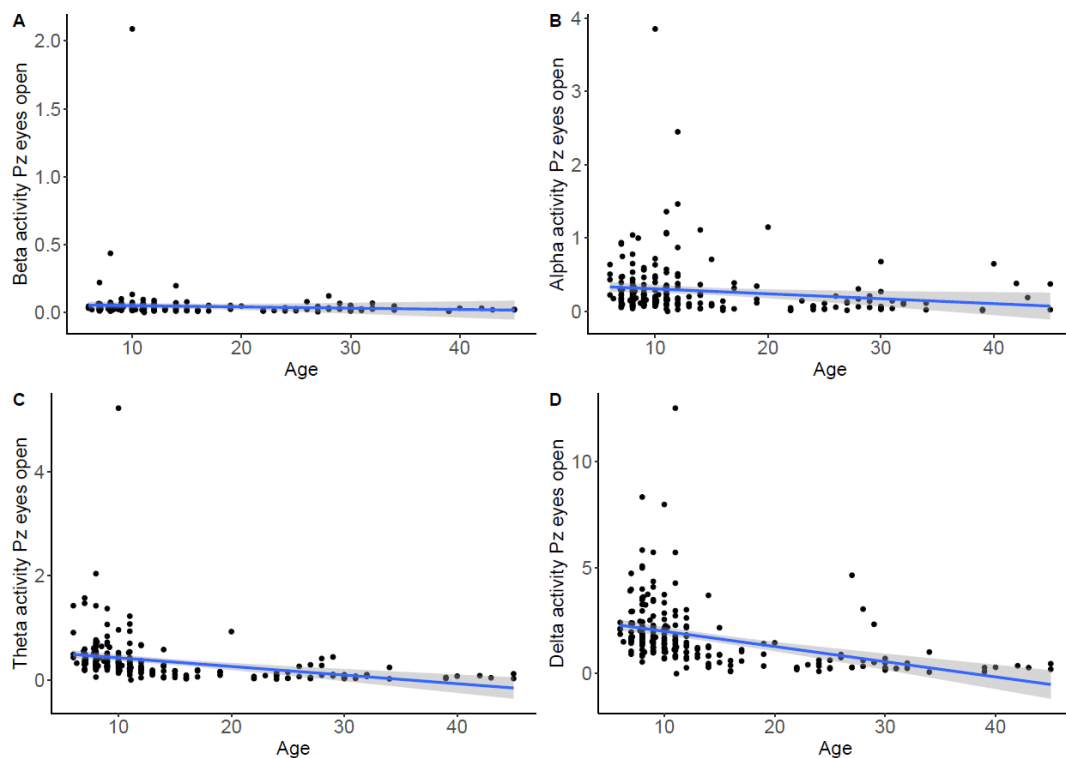 A
Beta activity Pz eyes open
2.0
1.5
1.0
0.5
0.0
10 20 30 40
Age
B
Alpha activity Pz eyes open
4
3
2
1
0
10 20 30 40
Age
C
Theta activity Pz eyes open
4
2
0
10 20 30 40
Age
D
Delta activity Pz eyes open
10
5
0
10 20 30 40
Age